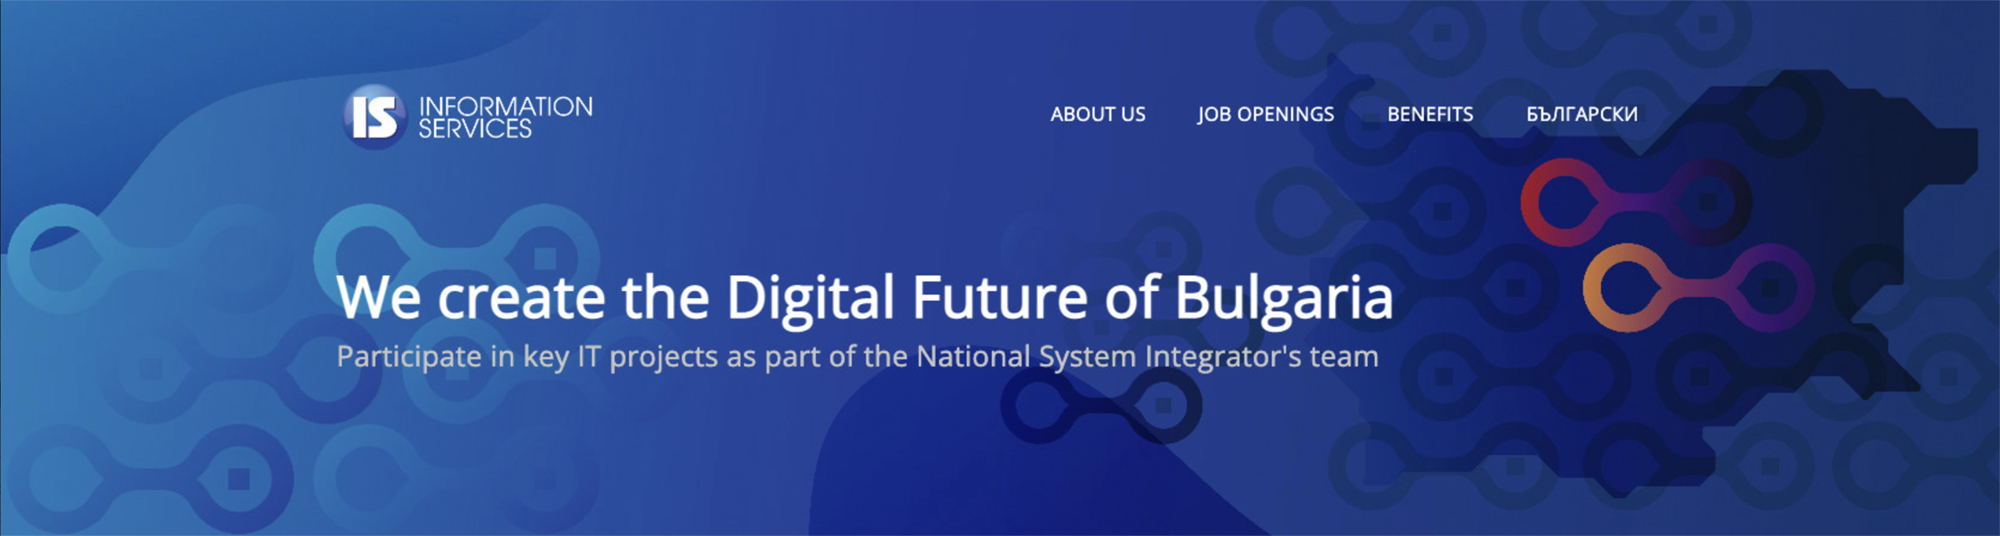 IS INFORMATION
SERVICES
ABOUT US JOB OPENINGS BENEFITS БЪЛГАРСКИ
We create the Digital Future of Bulgaria
Participate in key IT projects as part of the National System Integrator's team